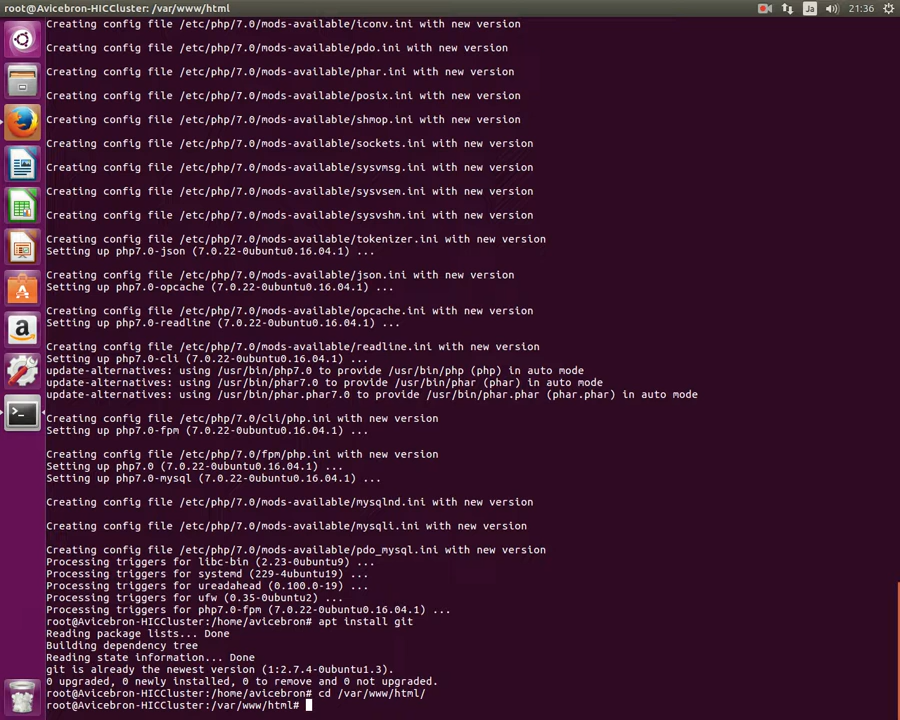 root@Avicebron-HICCluster: /var/www/html
Ja
21:36
Creating config file /etc/php/7.0/mods-available/iconv.ini with new version
Creating config file /etc/php/7.0/mods-available/pdo.ini with new version
Creating config file /etc/php/7.0/mods-available/phar.ini with new version
Creating config file /etc/php/7.0/mods-available/posix.ini with new version
Creating config file /etc/php/7.0/mods-available/shmop.ini with new version
Creating config file /etc/php/7.0/mods-available/sockets.ini with new version
Creating config file /etc/php/7.0/mods-available/sysvmsg.ini with new version
Creating config file /etc/php/7.0/mods-available/sysvsem.ini with new version
Creating config file /etc/php/7.0/mods-available/sysvshm.ini with new version
Creating config file /etc/php/7.0/mods-available/tokenizer.ini with new version
Setting up php7.0-json (7.0.22-0ubuntu0.16.04.1) ...
Creating config file /etc/php/7.0/mods-available/json.ini with new version
Setting up php7.0-opcache (7.0.22-0ubuntu0.16.04.1) ...
Creating config file /etc/php/7.0/mods-available/opcache.ini with new version
Setting up php7.0-readline (7.0.22-0ubuntu0.16.04.1) ...
Creating config file /etc/php/7.0/mods-available/readline.ini with new version
Setting up php7.0-cli (7.0.22-0ubuntu0.16.04.1) ...
update-alternatives: using /usr/bin/php7.0 to provide /usr/bin/php (php) in auto mode
update-alternatives: using /usr/bin/phar7.0 to provide /usr/bin/phar (phar) in auto mode
update-alternatives: using /usr/bin/phar.phar7.0 to provide /usr/bin/phar.phar (phar.phar) in auto mode
Creating config file /etc/php/7.0/cli/php.ini with new version
Setting up php7.0-fpm (7.0.22-0ubuntu0.16.04.1) ...
Creating config file /etc/php/7.0/fpm/php.ini with new version
Setting up php7.0 (7.0.22-0ubuntu0.16.04.1) ...
Setting up php7.0-mysql (7.0.22-0ubuntu0.16.04.1) ...
Creating config file /etc/php/7.0/mods-available/mysqlnd.ini with new version
Creating config file /etc/php/7.0/mods-available/mysqli.ini with new version
Creating config file /etc/php/7.0/mods-available/pdo_mysql.ini with new version
Processing triggers for libc-bin (2.23-0ubuntu9) ...
Processing triggers for systemd (229-4ubuntu19) ...
Processing triggers for ureadahead (0.100.0-19) ...
Processing triggers for ufw (0.35-0ubuntu2) ...
Processing triggers for php7.0-fpm (7.0.22-0ubuntu0.16.04.1) ...
root@Avicebron-HICCluster:/home/avicebron# apt install git
Reading package lists... Done
Building dependency tree
Reading state information... Done
git is already the newest version (1:2.7.4-0ubuntu1.3).
0 upgraded, 0 newly installed, 0 to remove and 0 not upgraded.
root@Avicebron-HICCluster:/home/avicebron# cd /var/www/html/
root@Avicebron-HICCluster:/var/www/html#